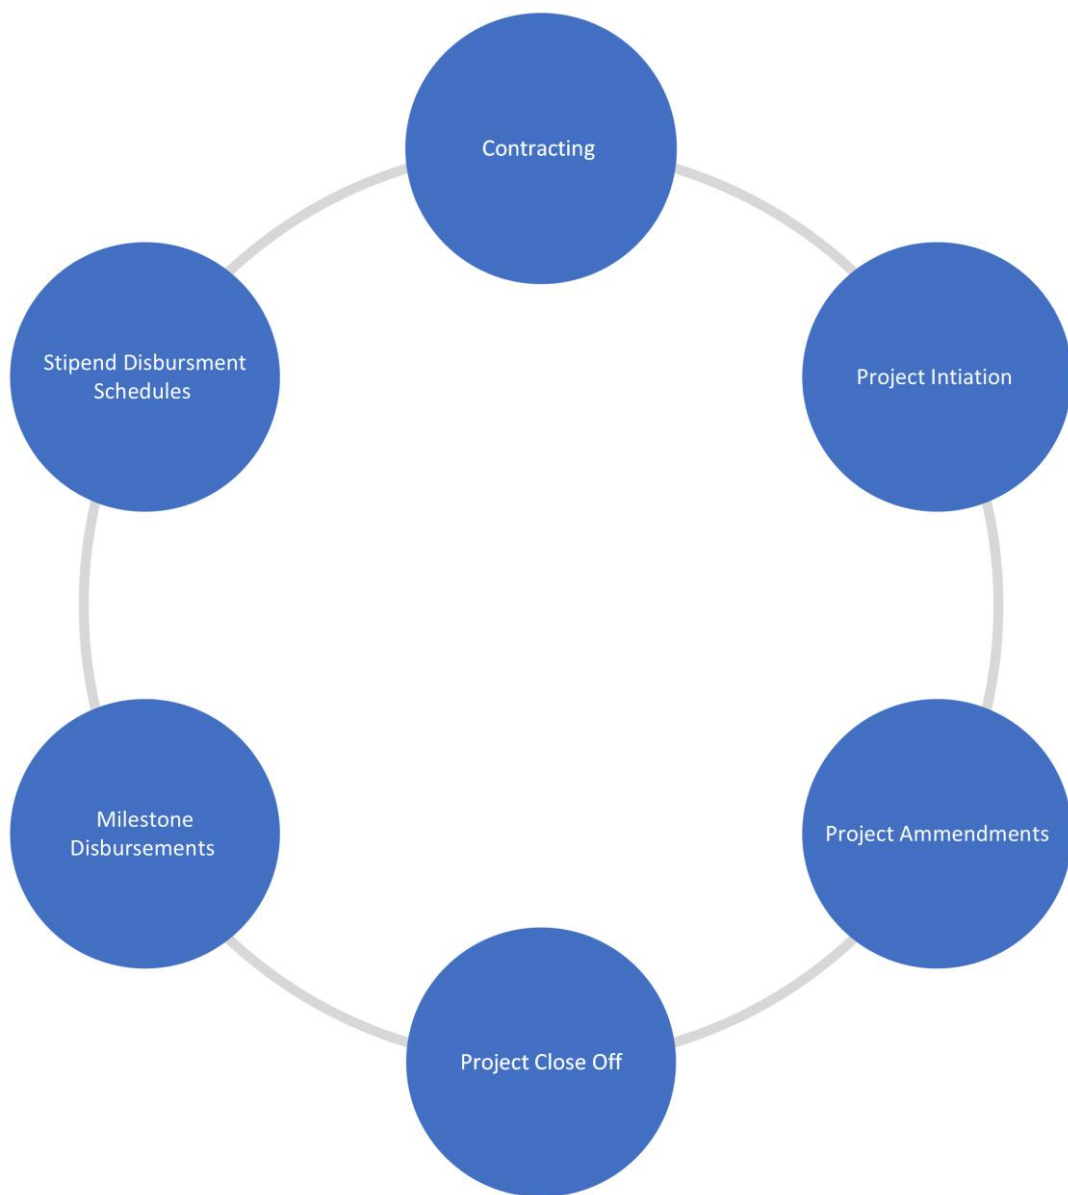 Contracting
Project Intiation
Project Ammendments
Project Close Off
Milestone
Disbursements
Stipend Disbursment
Schedules